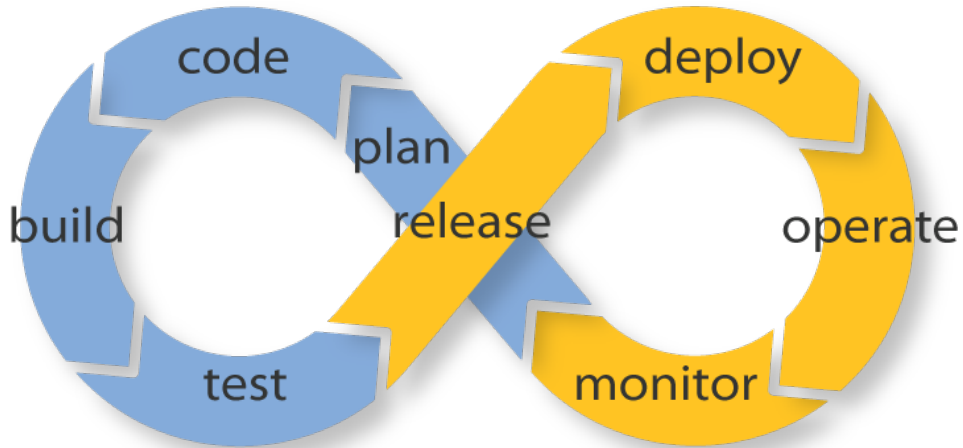 code
deploy
plan
build
release
operate
test
monitor